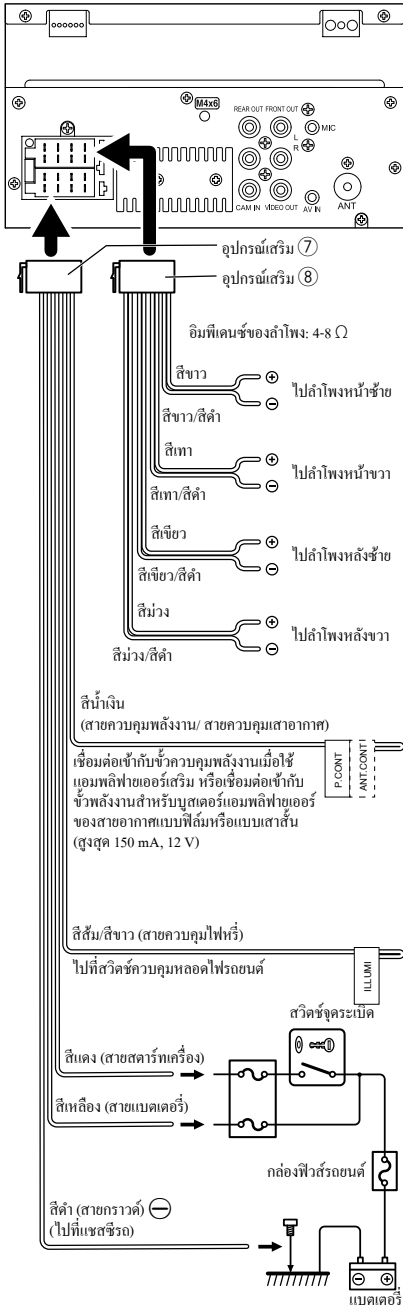 M4x6
REAR OUT FRONT OUT
L
MIC
R
CAM IN VIDEO OUT AV IN ANT
อุปกรณ์เสริม ⑦
อุปกรณ์เสริม ⑧
อิมพีเดนซ์ของลำโพง: 4-8 Ω
สีขาว
⊕
ไปลำโพงหน้าซ้าย
⊖
สีขาว/สีดำ
สีเทา
⊕
ไปลำโพงหน้าขวา
⊖
สีเทา/สีดำ
สีเขียว
⊕
ไปลำโพงหลังซ้าย
⊖
สีเขียว/สีดำ
สีม่วง
⊕
ไปลำโพงหลังขวา
⊖
สีม่วง/สีดำ
สีน้ำเงิน
(สายควบคุมพลังงาน/ สายควบคุมเสาอากาศ)
P.CONT
ANT.CONT
เชื่อมต่อเข้ากับขั้วควบคุมพลังงานเมื่อใช้
แอมพลิฟายเออร์เสริม หรือเชื่อมต่อเข้ากับ
ขั้วพลังงานสำหรับบูสเตอร์แอมพลิฟายเออร์
ของสายอากาศแบบฟิล์มหรือแบบเสาสั้น
(สูงสุด 150 mA, 12 V)
สีส้ม/สีขาว (สายควบคุมไฟหรี่)
ILLUMI
ไปที่สวิตช์ควบคุมหลอดไฟรถยนต์
สวิตช์จุดระเบิด
สีแดง (สายสตาร์ทเครื่อง)
สีเหลือง (สายแบตเตอรี่)
กล่องฟิวส์รถยนต์
สีดำ (สายกราวด์) ⊖
(ไปที่แชสซีรถ)
⊖ ⊕
แบตเตอรี่